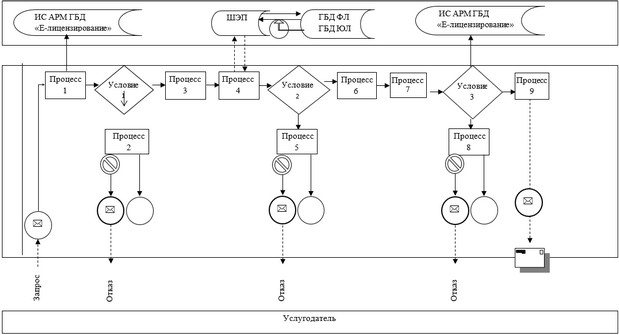 ИС АРМ ГБД
«Е-лицензирование»
ШЭП
ГБД ФЛ
ГБД ЮЛ
ИС АРМ ГБД
«Е-лицензирование»
Процесс
1
Условие
1
Процесс
3
Процесс
4
Условие
2
Процесс
6
Процесс
7
Условие
3
Процесс
9
Процесс
2
Процесс
5
Процесс
8
Запрос
Отказ
Отказ
Отказ
Услугодатель